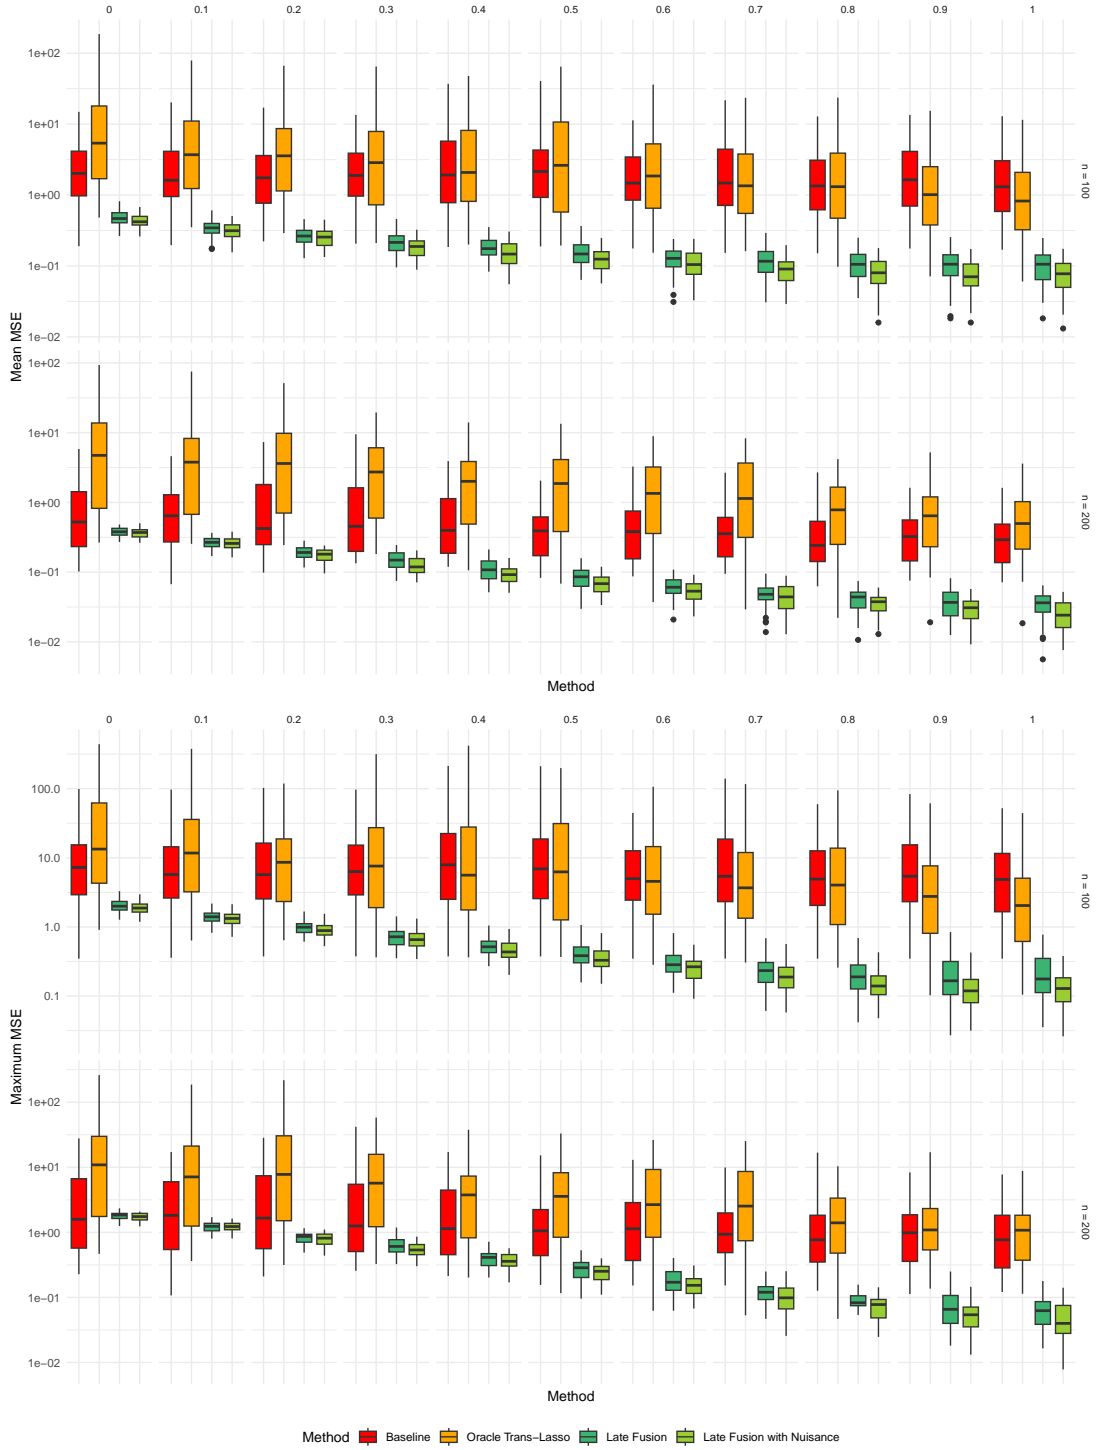 0 0.1 0.2 0.3 0.4 0.5 0.6 0.7 0.8 0.9 1
1e+02
1e+01
1e+00
1e−01
1e−02
n = 100
Mean MSE
1e+02
1e+01
1e+00
1e−01
1e−02
n = 200
Method
0 0.1 0.2 0.3 0.4 0.5 0.6 0.7 0.8 0.9 1
100.0
10.0
1.0
0.1
n = 100
Maximum MSE
1e+02
1e+01
1e+00
1e−01
1e−02
n = 200
Method
Method Baseline Oracle Trans−Lasso Late Fusion Late Fusion with Nuisance